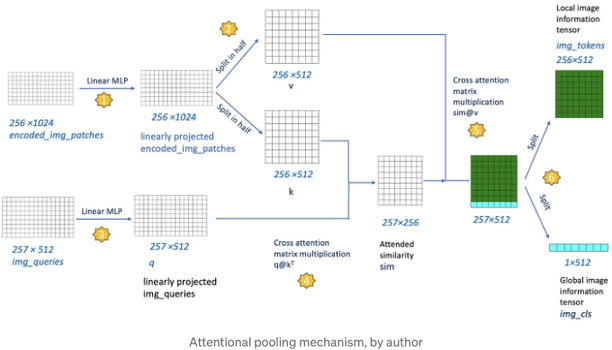 Local image
information
tensor
img_tokens
256×512
2
Split in half
256 ×512
v
Linear MLP
1
256 ×1024
encoded_img_patches
256 ×1024
linearly projected
encoded_img_patches
Split in half
256 ×512
k
Cross attention
matrix
multiplication
sim@v
5
Split
6
Split
257×512
Linear MLP
3
257 × 512
img_queries
257 ×512
q
linearly projected
img_queries
257×256
Attended
similarity
sim
Cross attention
matrix multiplication
q@kᵀ
4
1×512
Global image
information
tensor
img_cls
Attentional pooling mechanism, by author